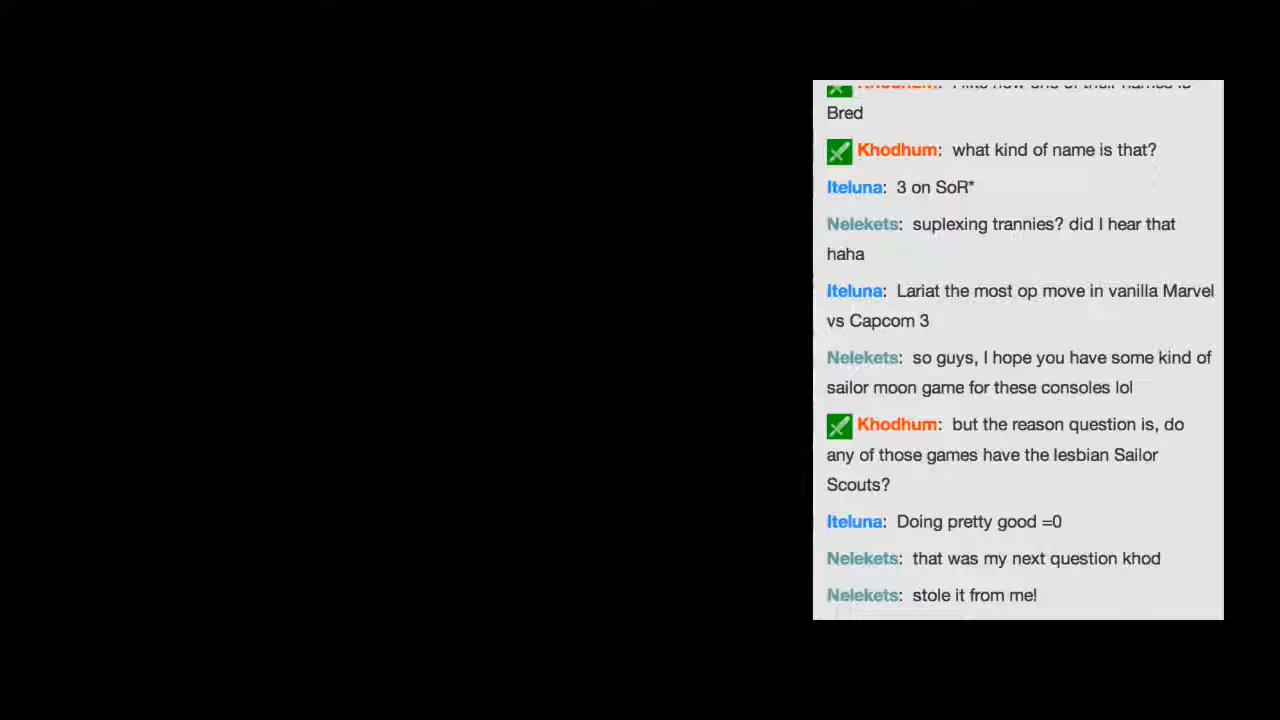 Bred
Khodhum: what kind of name is that?
Iteluna: 3 on SoR*
Nelekets: suplexing trannies? did I hear that
haha
Iteluna: Lariat the most op move in vanilla Marvel
vs Capcom 3
Nelekets: so guys, I hope you have some kind of
sailor moon game for these consoles lol
Khodhum: but the reason question is, do
any of those games have the lesbian Sailor
Scouts?
Iteluna: Doing pretty good =0
Nelekets: that was my next question khod
Nelekets: stole it from me!